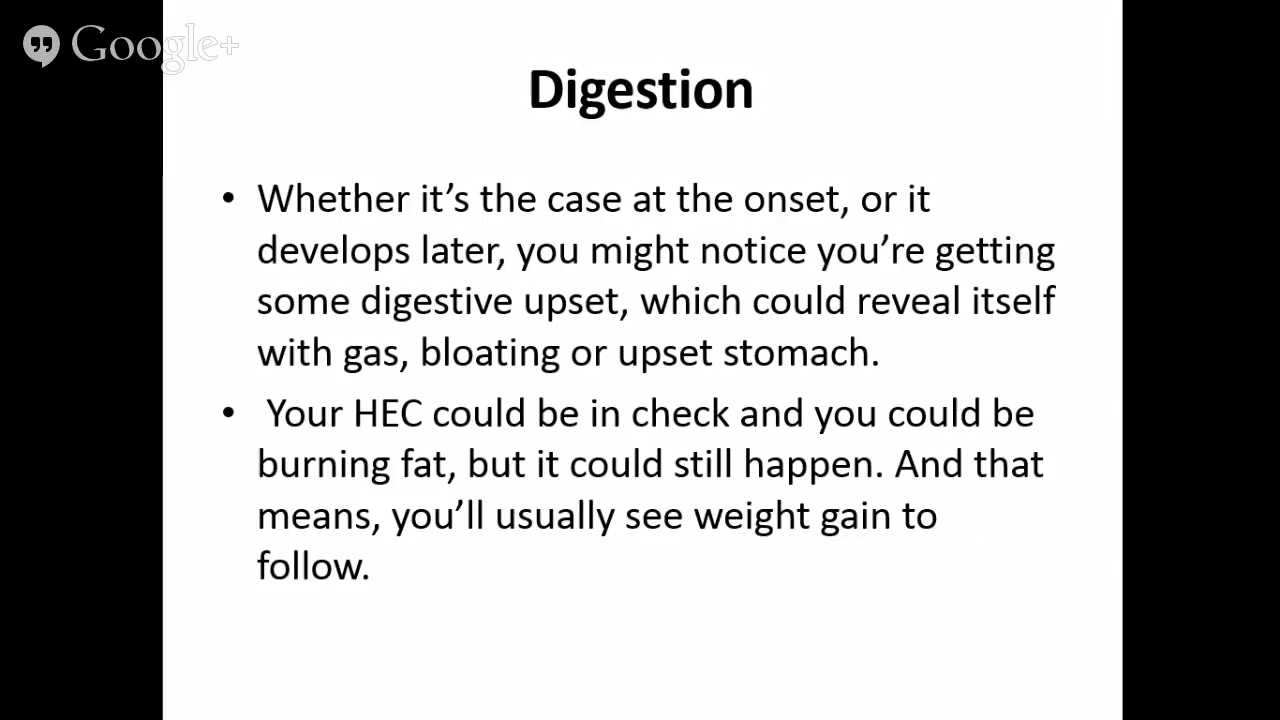 Google+
Digestion
• Whether it’s the case at the onset, or it
develops later, you might notice you’re getting
some digestive upset, which could reveal itself
with gas, bloating or upset stomach.
• Your HEC could be in check and you could be
burning fat, but it could still happen. And that
means, you’ll usually see weight gain to
follow.